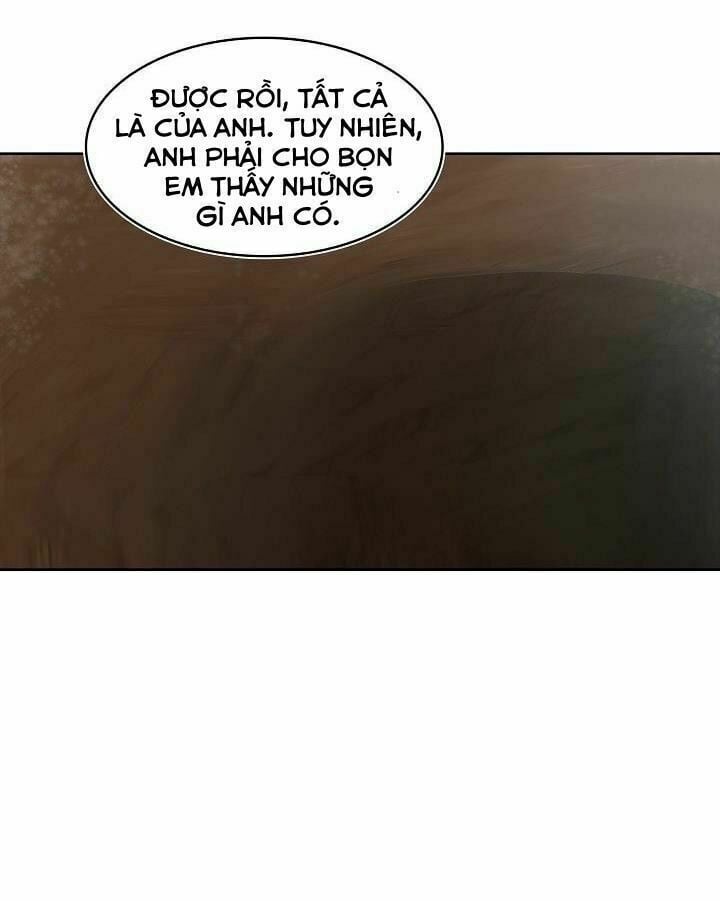 ĐƯỢC RỒI, TẤT CẢ
LÀ CỦA ANH. TUY NHIÊN,
ANH PHẢI CHO BỌN
EM THẤY NHỮNG
GÌ ANH CÓ.